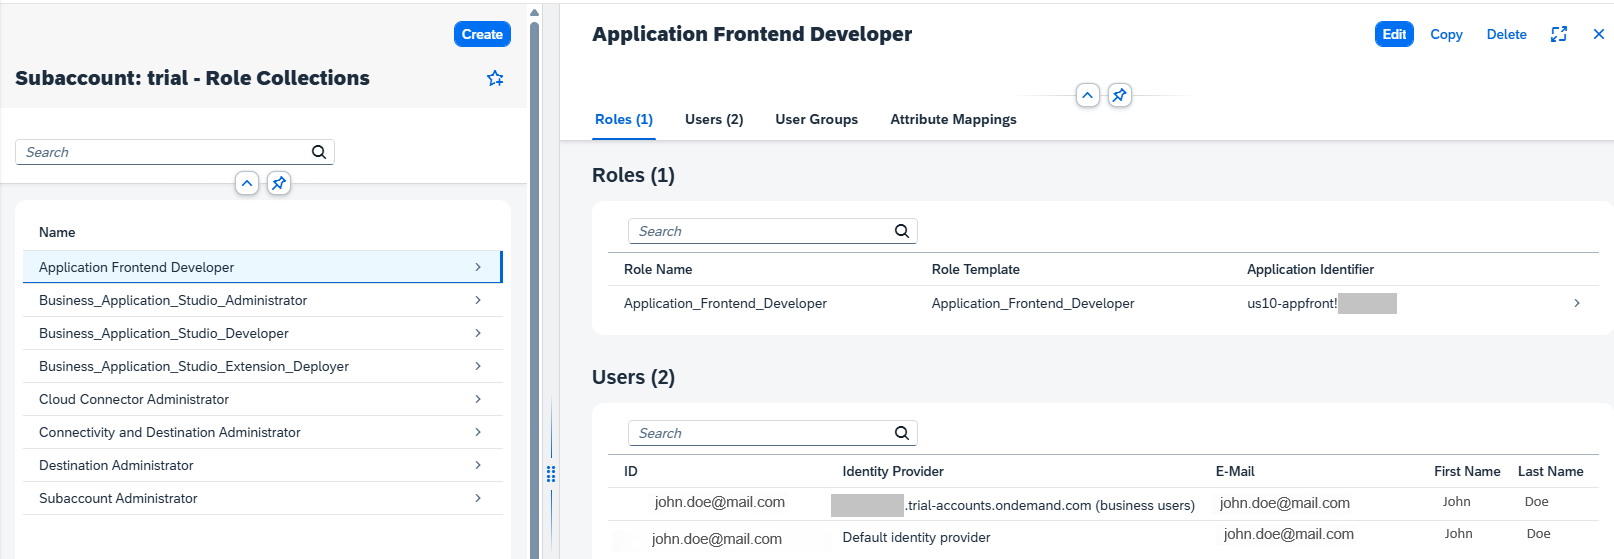 Create
Subaccount: trial - Role Collections
Search
Name
Application Frontend Developer
Business_Application_Studio_Administrator
Business_Application_Studio_Developer
Business_Application_Studio_Extension_Deployer
Cloud Connector Administrator
Connectivity and Destination Administrator
Destination Administrator
Subaccount Administrator
Application Frontend Developer
Edit Copy Delete
Roles (1) Users (2) User Groups Attribute Mappings
Roles (1)
Search
Role Name Role Template Application Identifier
Application_Frontend_Developer Application_Frontend_Developer us10-appfront!
Users (2)
Search
ID Identity Provider E-Mail First Name Last Name
john.doe@mail.com .trial-accounts.ondemand.com (business users) john.doe@mail.com John Doe
john.doe@mail.com Default identity provider john.doe@mail.com John Doe